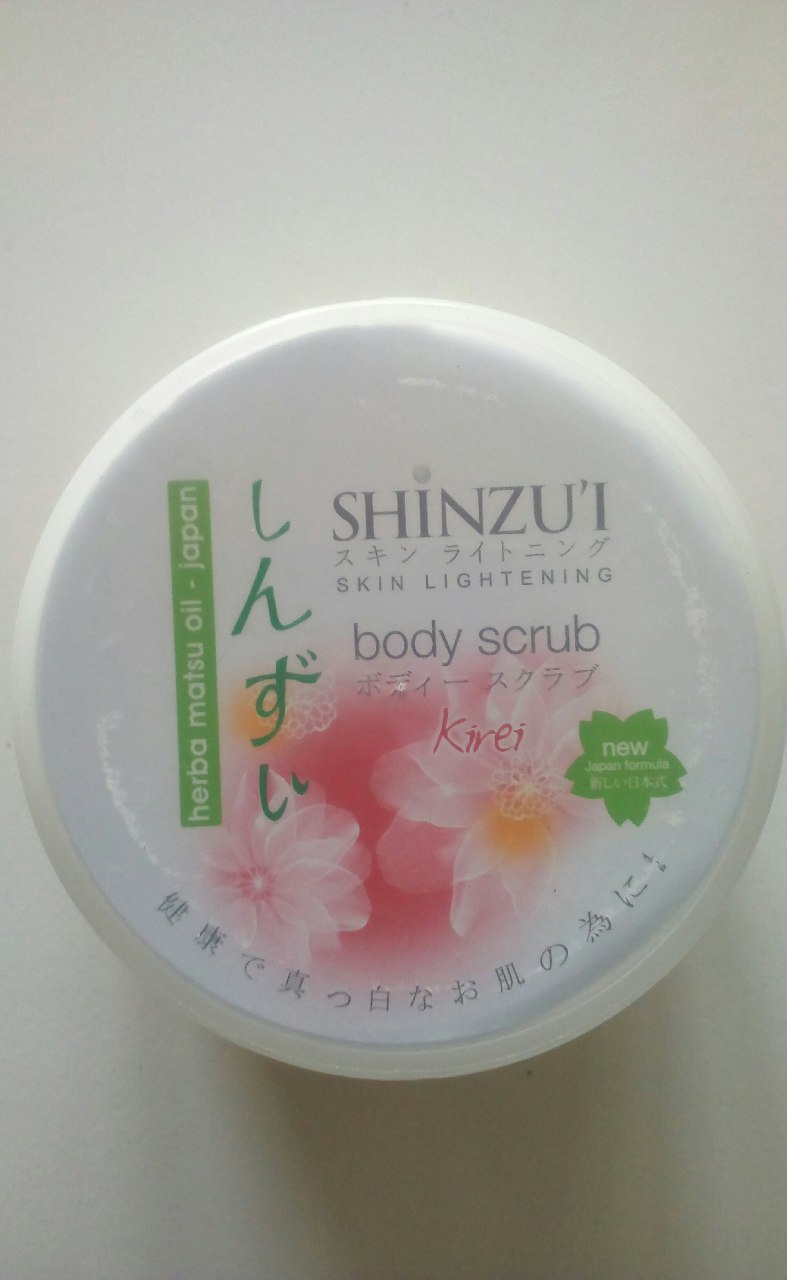 herba matsu oil - japan
しんずい
SHiNZU'I
スキン ライトニング
SKIN LIGHTENING
body scrub
ボディー スクラブ
Kirei
new
Japan formula
新しい日本式
健康で真っ白なお肌の為に!